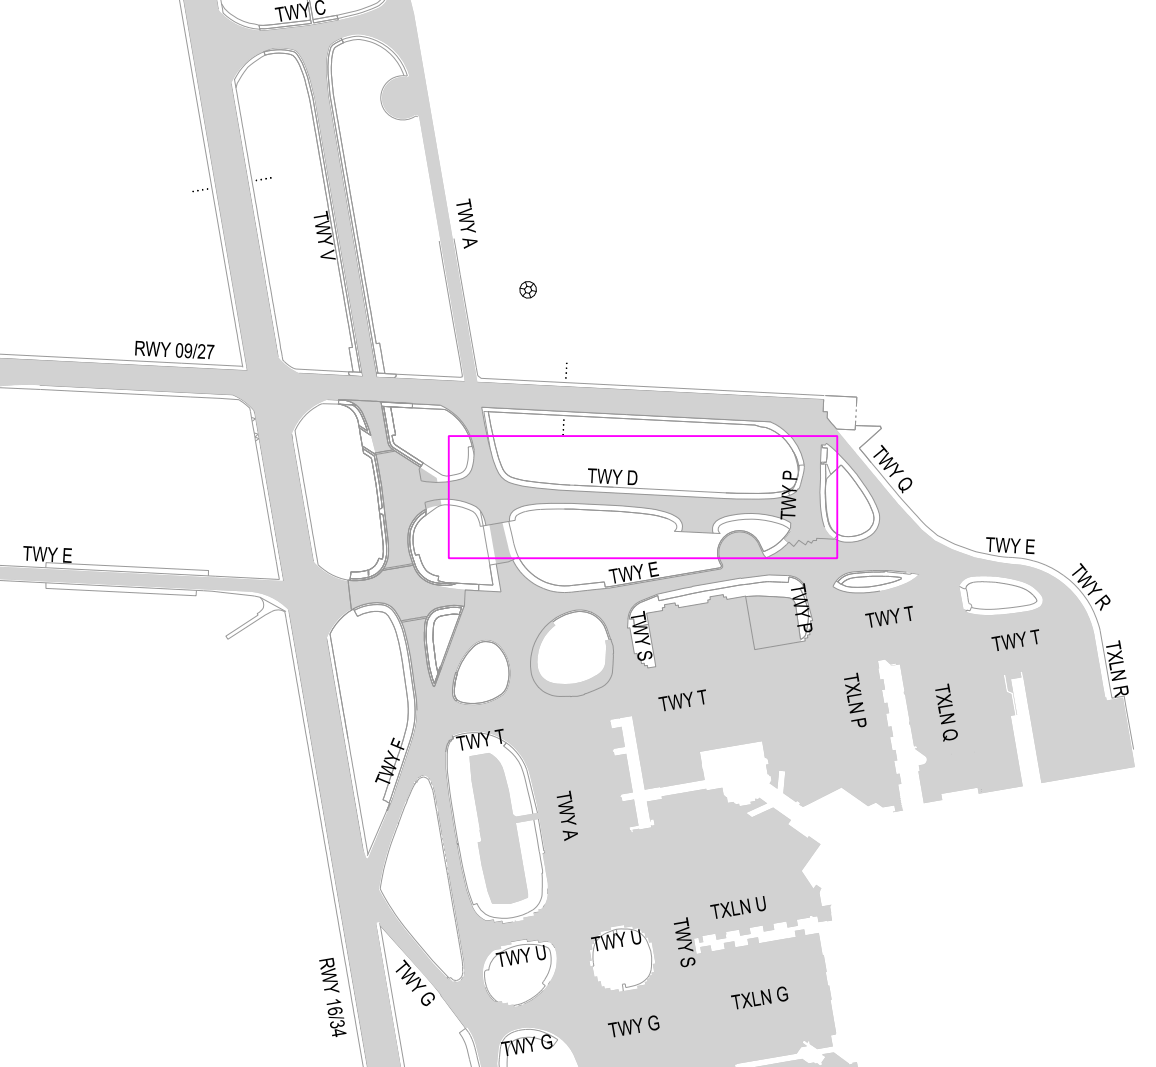 TWY C
TWY V
TWY A
RWY 09/27
TWY Q
TWY D
TWY P
TWY E
TWY E
TWY E
TWY R
TWY P
TWY T
TWY S
TWY T
TXLN R
TWY T
TXLN P
TXLN Q
TWY T
TWY F
TWY A
TXLN U
TWY U
TWY S
TWY U
RWY 16/34
TWY G
TXLN G
TWY G
TWY G